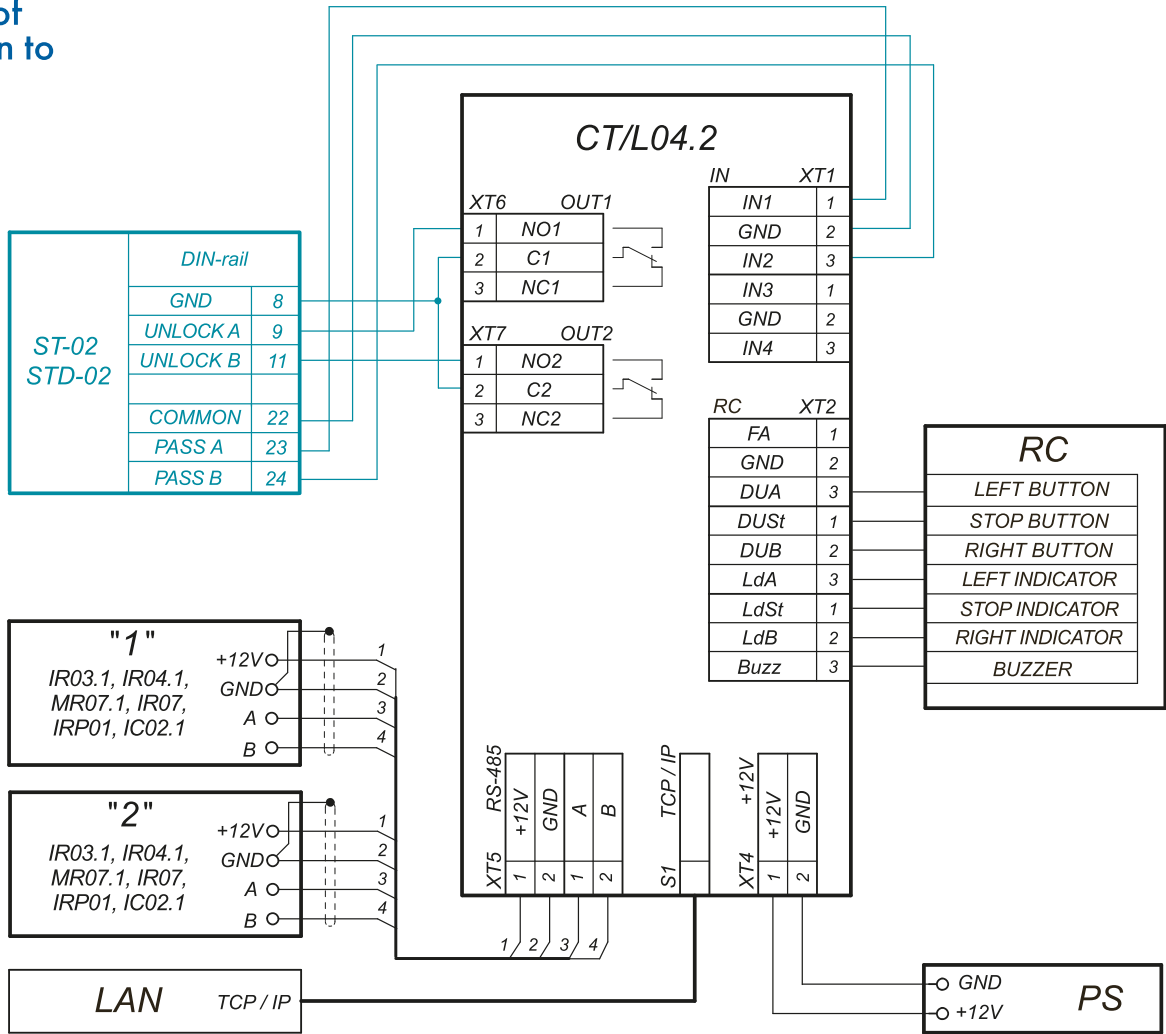 of
n to
CT/L04.2
IN XT1
IN1 1
GND 2
IN2 3
IN3 1
GND 2
IN4 3
XT6 OUT1
1 NO1
2 C1
3 NC1
XT7 OUT2
1 NO2
2 C2
3 NC2
ST-02
STD-02
DIN-rail
GND 8
UNLOCK A 9
UNLOCK B 11
COMMON 22
PASS A 23
PASS B 24
RC XT2
FA 1
GND 2
DUA 3
DUSt 1
DUB 2
LdA 3
LdSt 1
LdB 2
Buzz 3
RC
LEFT BUTTON
STOP BUTTON
RIGHT BUTTON
LEFT INDICATOR
STOP INDICATOR
RIGHT INDICATOR
BUZZER
"1"
IR03.1, IR04.1,
MR07.1, IR07,
IRP01, IC02.1
+12V 1
GND 2
A 3
B 4
"2"
IR03.1, IR04.1,
MR07.1, IR07,
IRP01, IC02.1
+12V 1
GND 2
A 3
B 4
RS-485
XT5
+12V 1
GND 2
A 1
B 2
TCP / IP
S1
+12V
XT4
+12V 1
GND 2
1 2 3 4
LAN TCP / IP
GND
+12V
PS